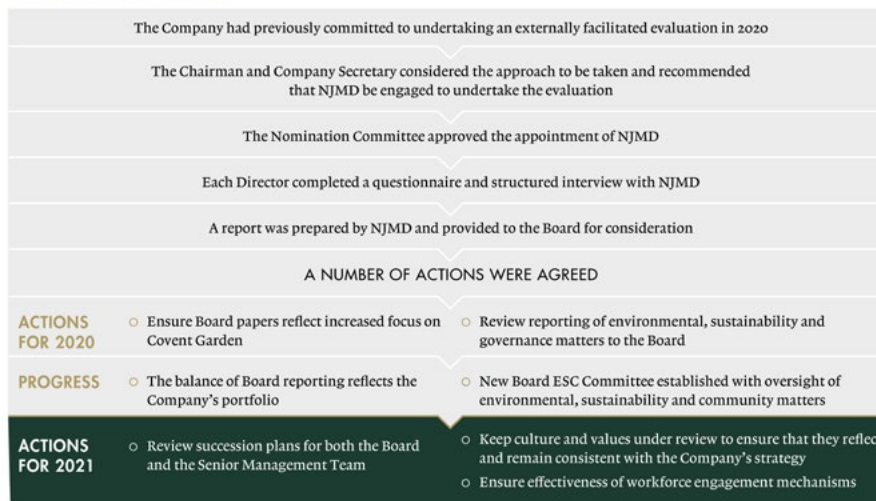 The Company had previously committed to undertaking an externally facilitated evaluation in 2020
The Chairman and Company Secretary considered the approach to be taken and recommended
that NJMD be engaged to undertake the evaluation
The Nomination Committee approved the appointment of NJMD
Each Director completed a questionnaire and structured interview with NJMD
A report was prepared by NJMD and provided to the Board for consideration
A NUMBER OF ACTIONS WERE AGREED
ACTIONS
FOR 2020
Ensure Board papers reflect increased focus on
Covent Garden
Review reporting of environmental, sustainability and
governance matters to the Board
PROGRESS
The balance of Board reporting reflects the
Company's portfolio
New Board ESC Committee established with oversight of
environmental, sustainability and community matters
ACTIONS
FOR 2021
Review succession plans for both the Board
and the Senior Management Team
Keep culture and values under review to ensure that they reflec
and remain consistent with the Company's strategy
Ensure effectiveness of workforce engagement mechanisms